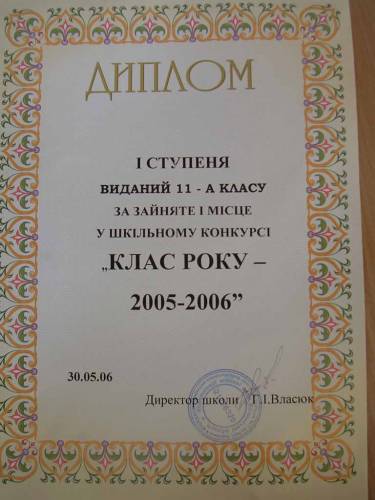 ДИПЛОМ
І СТУПЕНЯ
ВИДАНИЙ 11 - А КЛАСУ
ЗА ЗАЙНЯТЕ І МІСЦЕ
У ШКІЛЬНОМУ КОНКУРСІ
„КЛАС РОКУ –
2005-2006”
30.05.06
Директор школи Г.І.Власюк